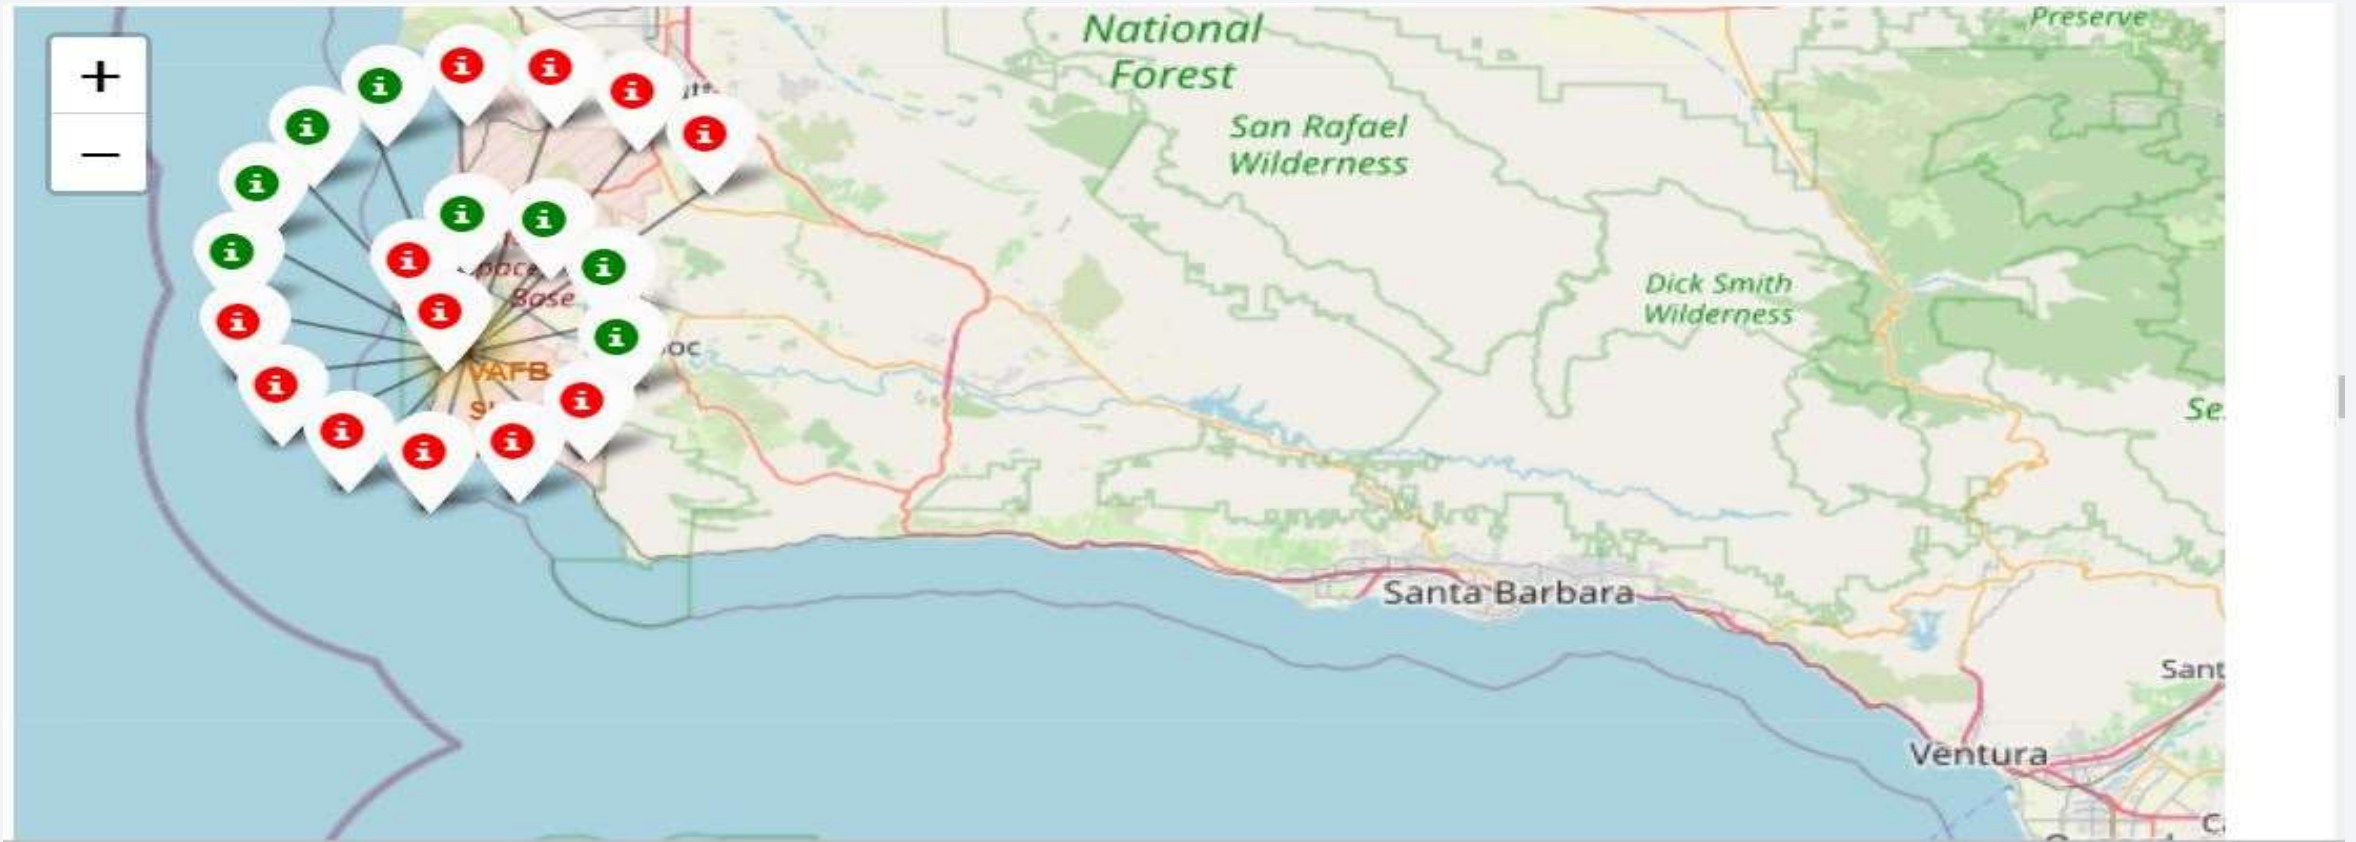 +
−
National
Forest
San Rafael
Wilderness
Preserve
Dick Smith
Wilderness
Base
VAFB
Santa Barbara
Ventura